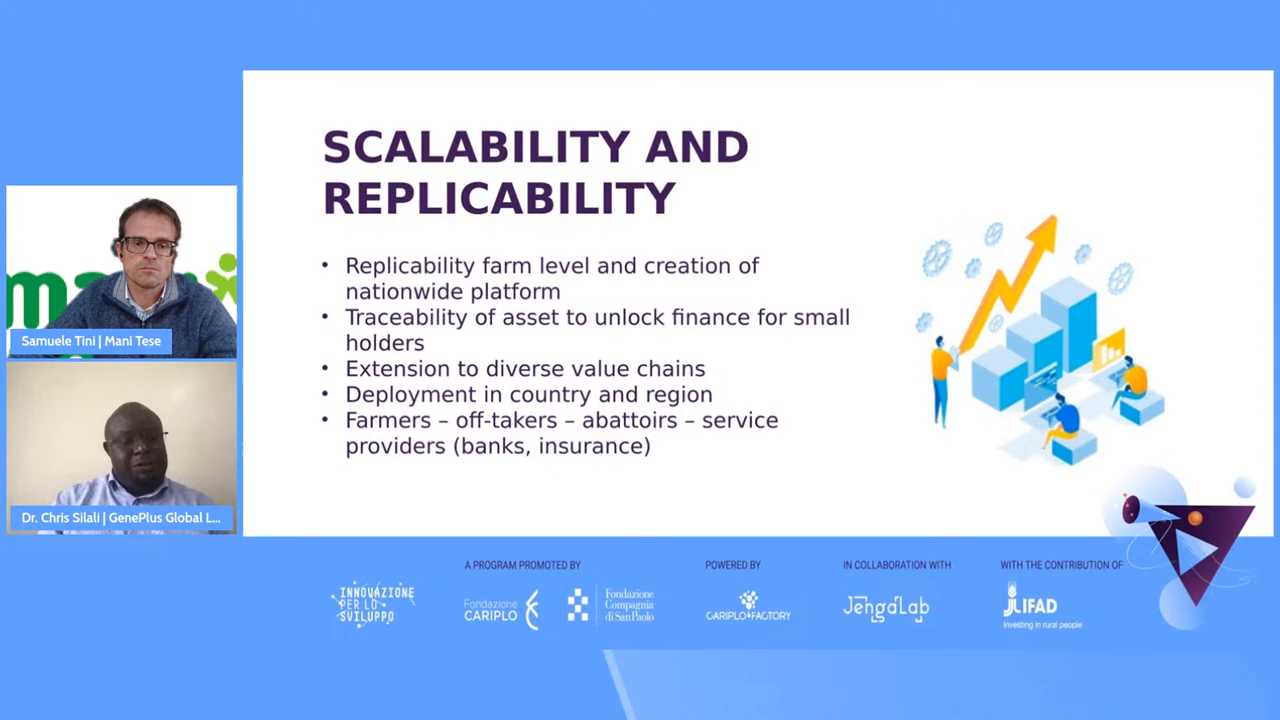 SCALABILITY AND
REPLICABILITY
• Replicability farm level and creation of
nationwide platform
• Traceability of asset to unlock finance for small
holders
• Extension to diverse value chains
• Deployment in country and region
• Farmers – off-takers – abattoirs – service
providers (banks, insurance)
Samuele Tini | Mani Tese
Dr. Chris Silali | GenePlus Global L...
A PROGRAM PROMOTED BY
POWERED BY
IN COLLABORATION WITH
WITH THE CONTRIBUTION OF
INNOVAZIONE
PER LO
SVILUPPO
Fondazione
CARIPLO
Fondazione
Compagnia
di SanPaolo
CARIPLO FACTORY
JengaLab
JLIFAD
Investing in rural people